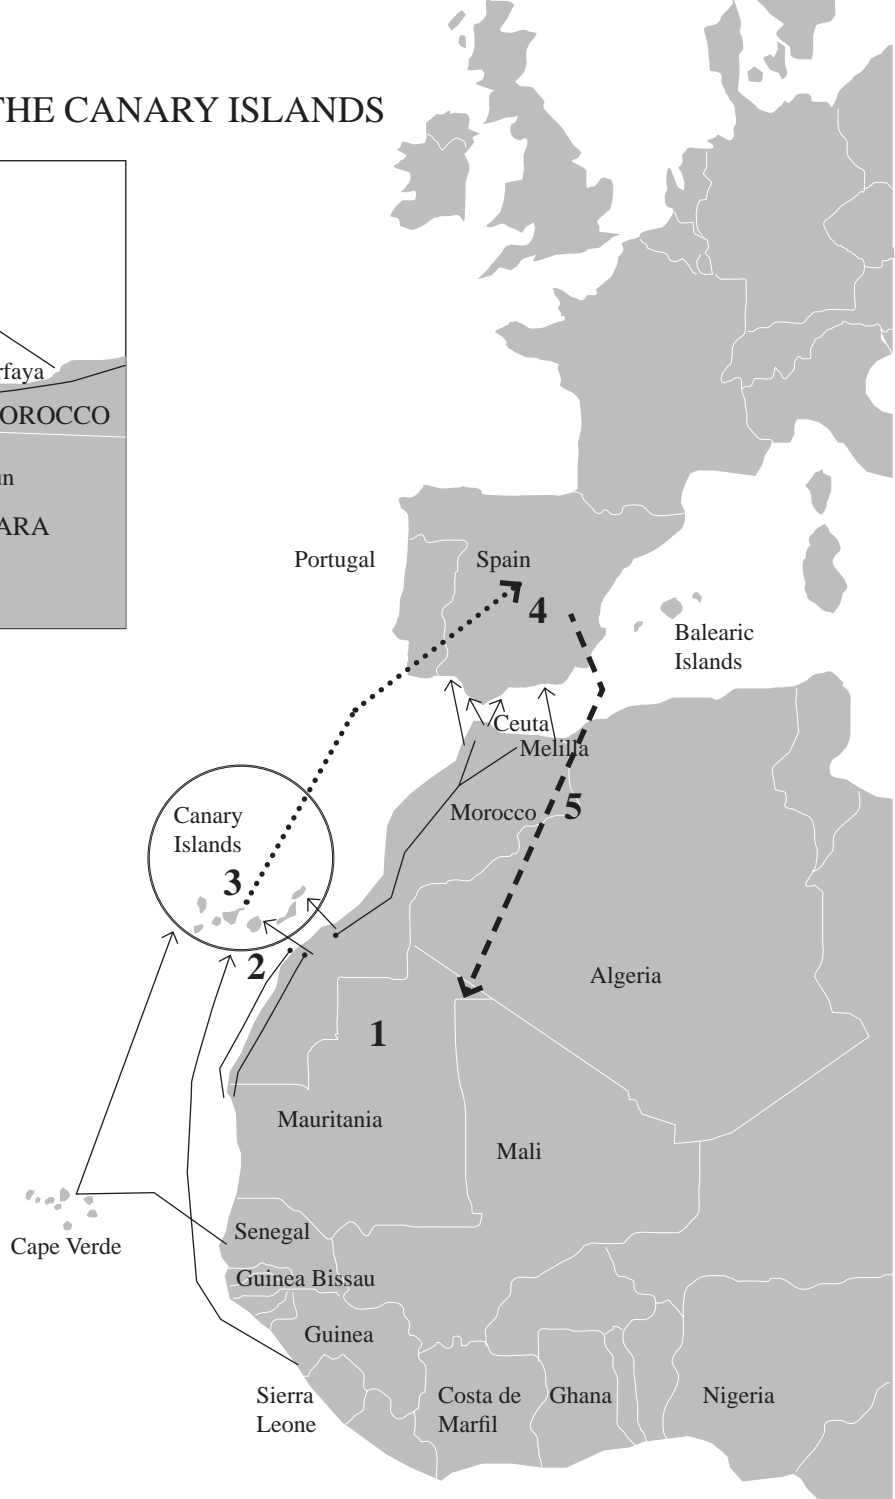 THE CANARY ISLANDS
rfaya
OROCCO
un
ARA
Portugal
Spain
4
Balearic
Islands
Ceuta
Melilla
Canary
Islands
Morocco
5
3
2
Algeria
1
Mauritania
Mali
Senegal
Cape Verde
Guinea Bissau
Guinea
Sierra
Leone
Costa de
Marfil
Ghana
Nigeria